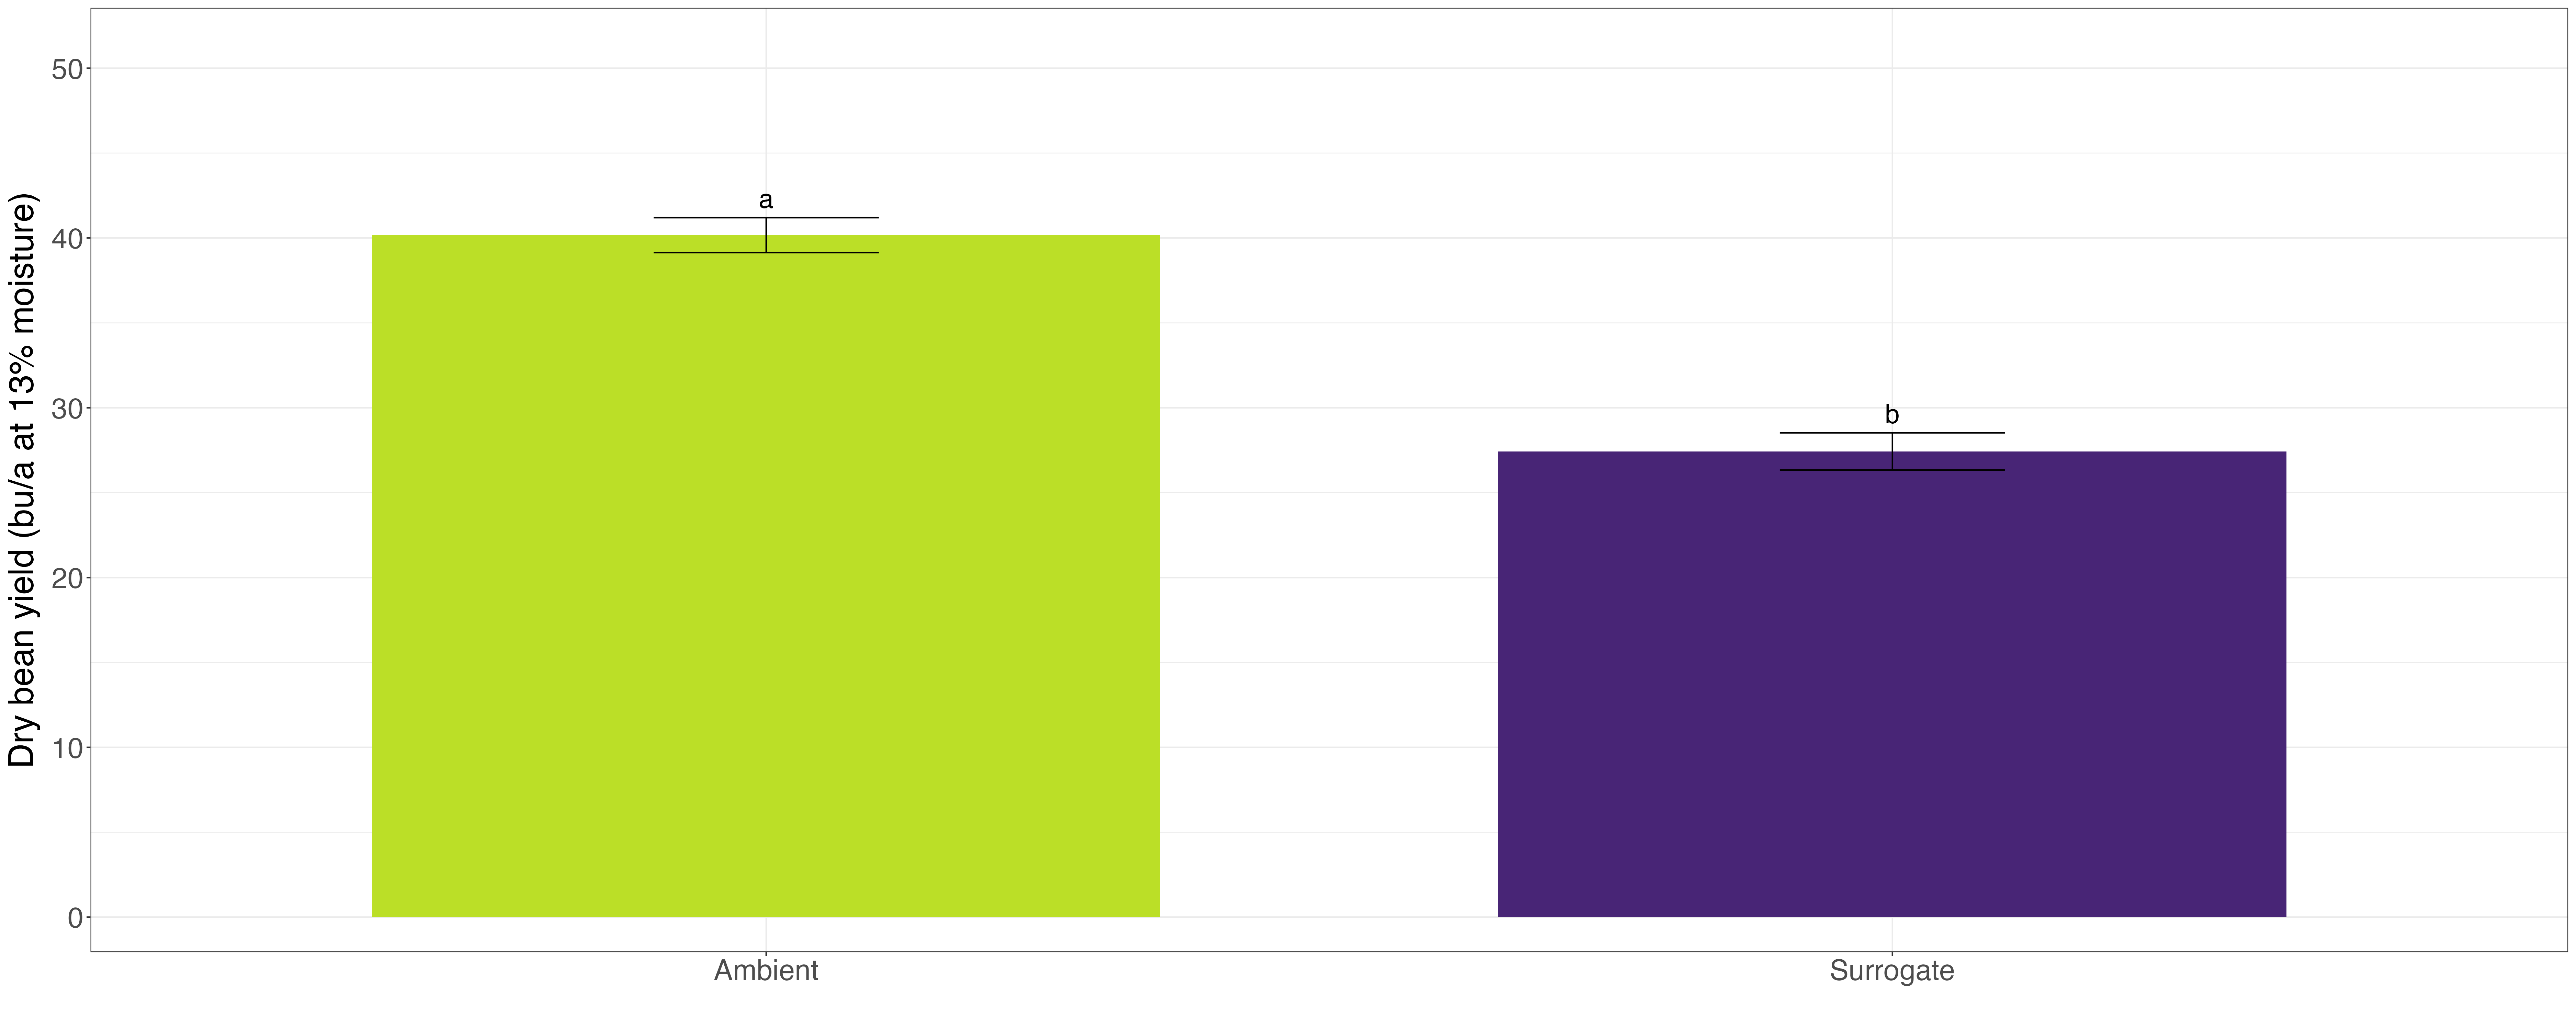 Dry bean yield (bu/a at 13% moisture)
50
40
30
20
10
0
a
b
Ambient
Surrogate